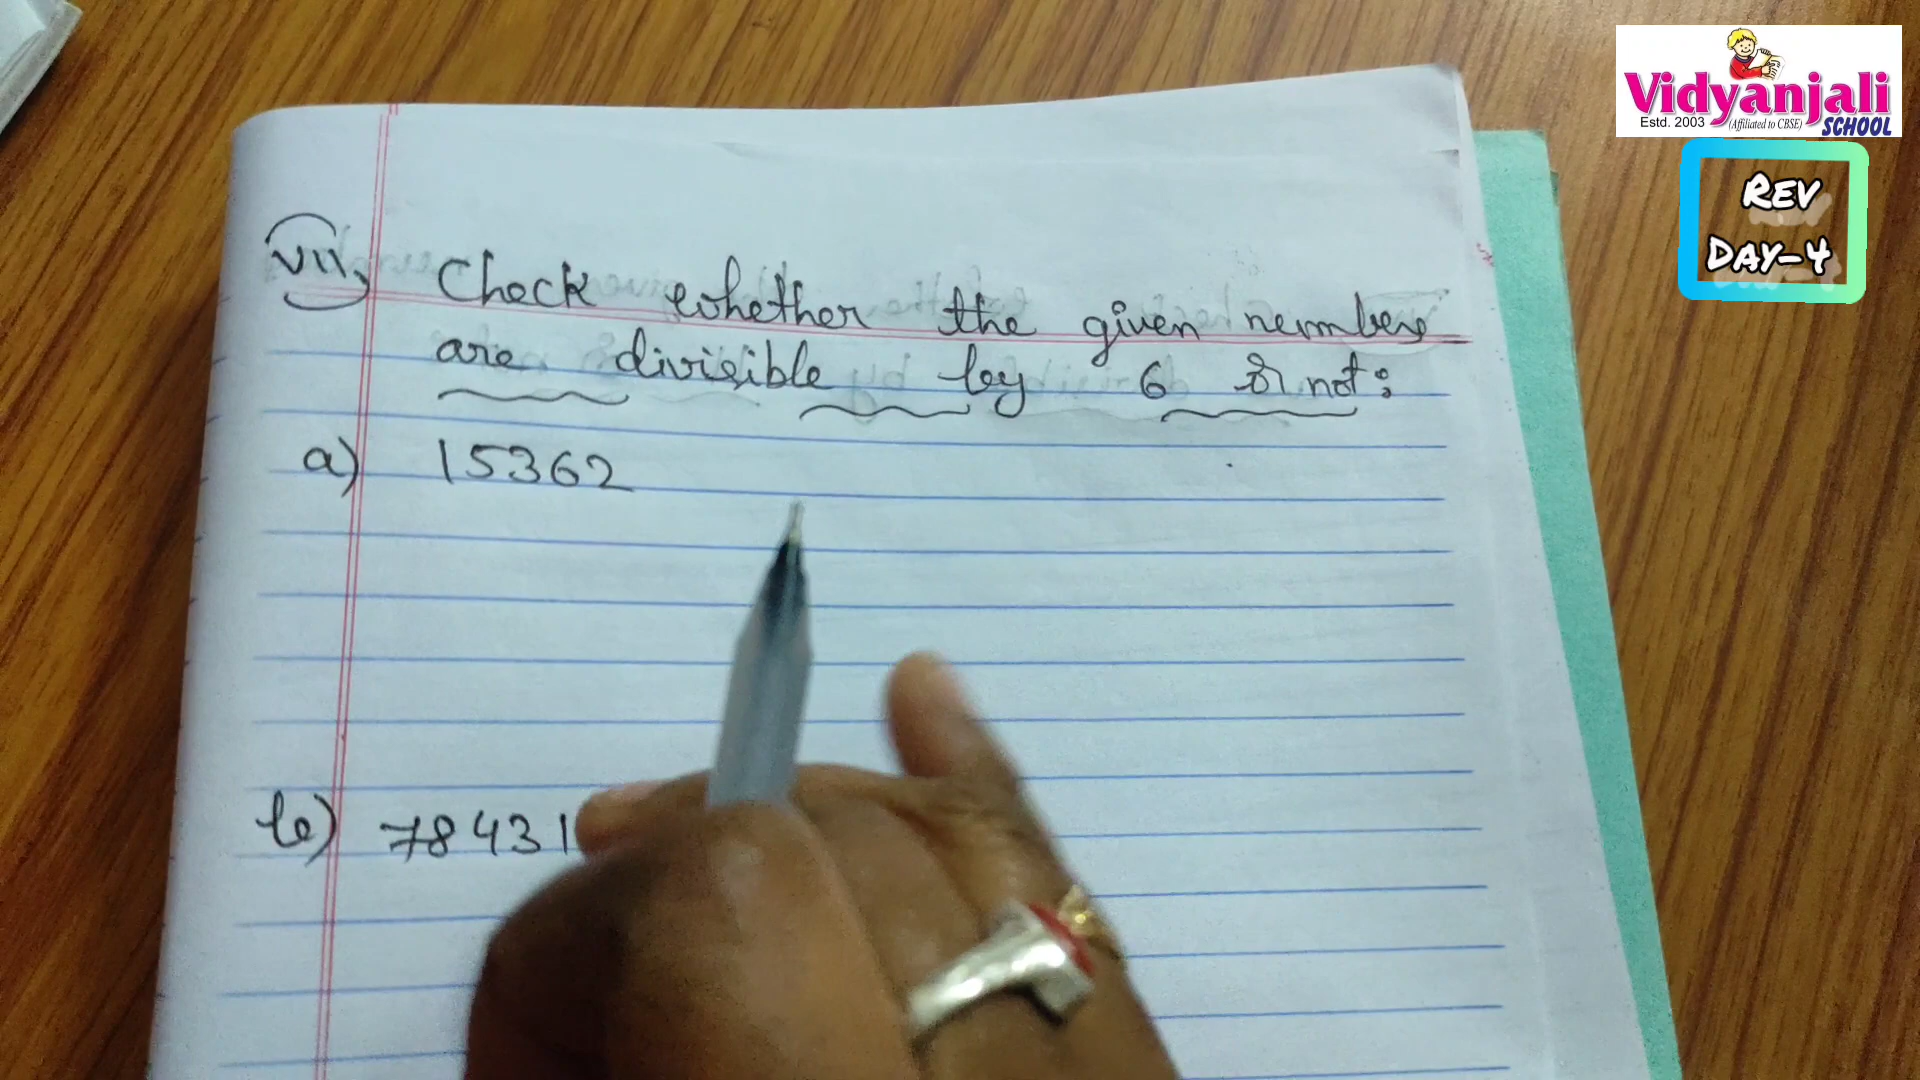 Vidyanjali
Estd. 2003 (Affiliated to CBSE) SCHOOL
REV
DAY-4
vii) Check whether the given numbers
are divisible by 6 or not:
a) 15362
b) 78431